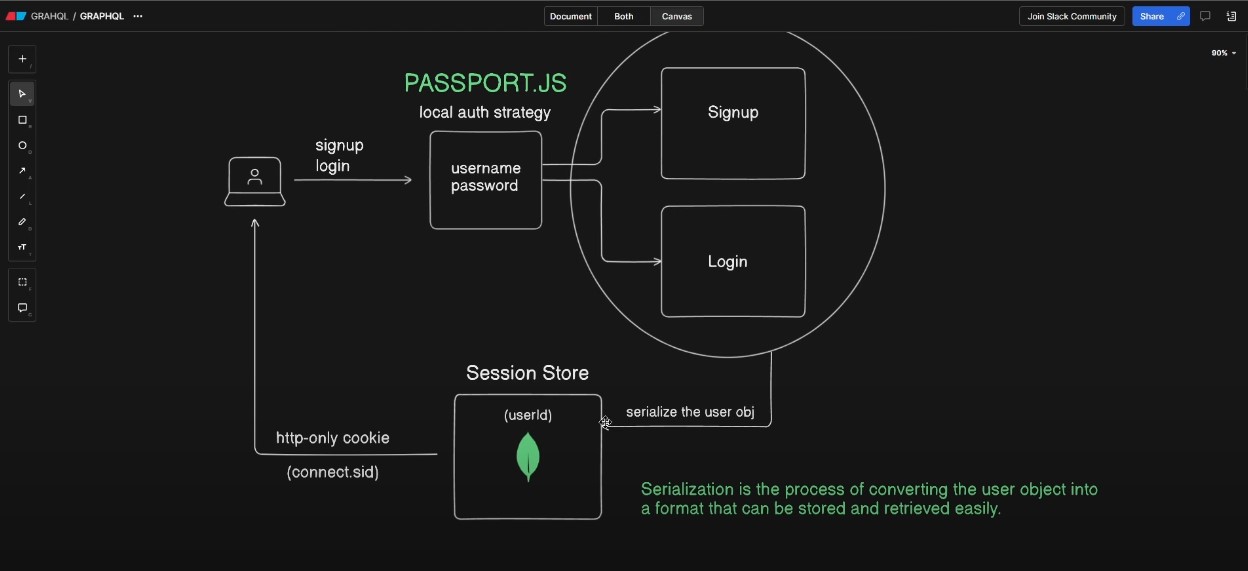 GRAHQL / GRAPHQL ...
Document Both Canvas
Join Slack Community
Share
90%
PASSPORT.JS
local auth strategy
signup
login
username
password
Signup
Login
Session Store
(userId)
serialize the user obj
http-only cookie
(connect.sid)
Serialization is the process of converting the user object into
a format that can be stored and retrieved easily.